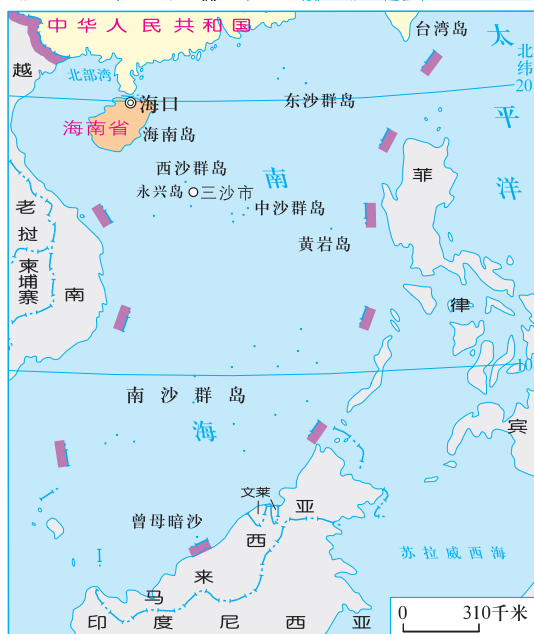 中华人民共和国
台湾岛
太平洋
北纬
20
越南
北部湾
海口
东沙群岛
海南省
海南岛
西沙群岛
南海
菲律宾
永兴岛
三沙市
中沙群岛
老挝
黄岩岛
柬埔寨
10
南沙群岛
文莱
曾母暗沙
马来西亚
苏拉威西海
印度尼西亚
0 310千米